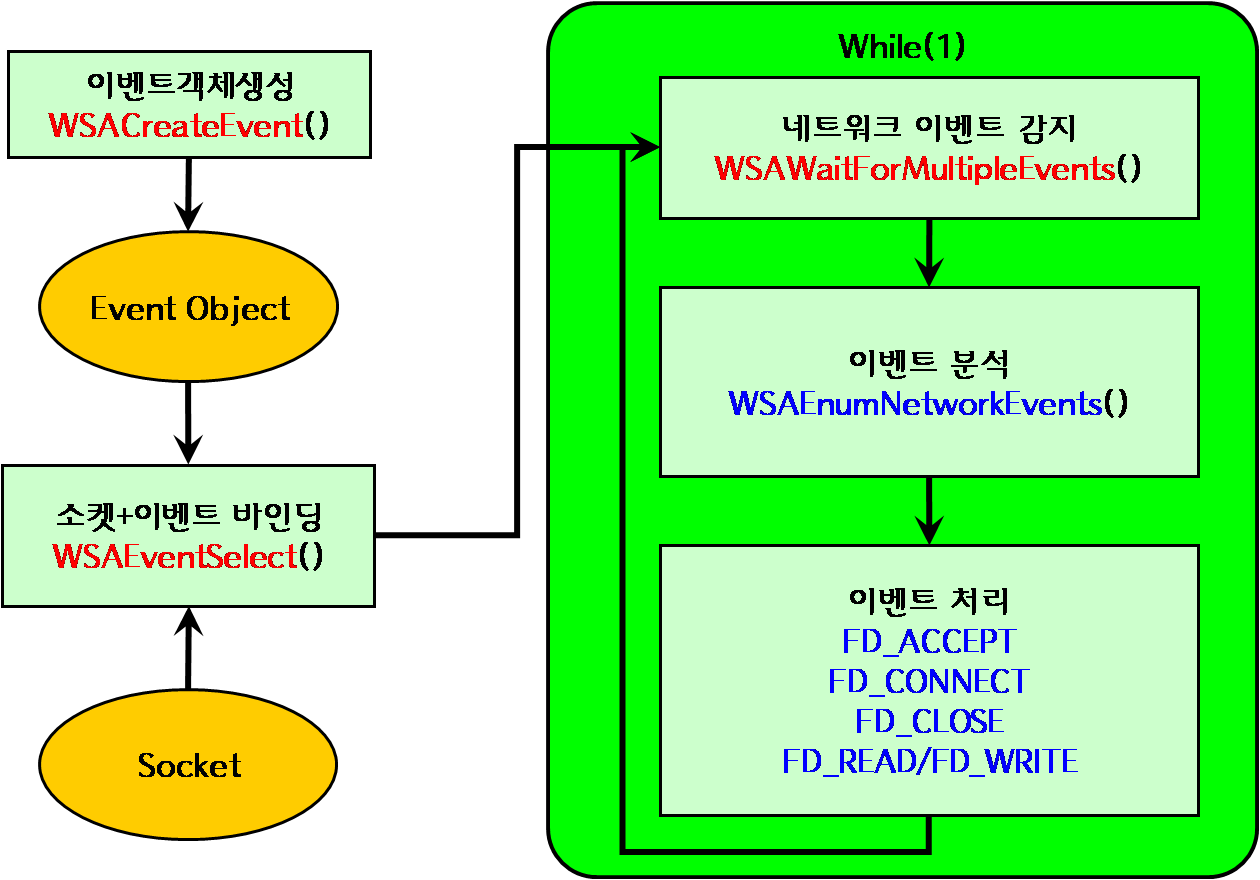 이벤트객체생성
WSACreateEvent()
Event Object
소켓+이벤트 바인딩
WSAEventSelect()
Socket
While(1)
네트워크 이벤트 감지
WSAWaitForMultipleEvents()
이벤트 분석
WSAEnumNetworkEvents()
이벤트 처리
FD_ACCEPT
FD_CONNECT
FD_CLOSE
FD_READ/FD_WRITE